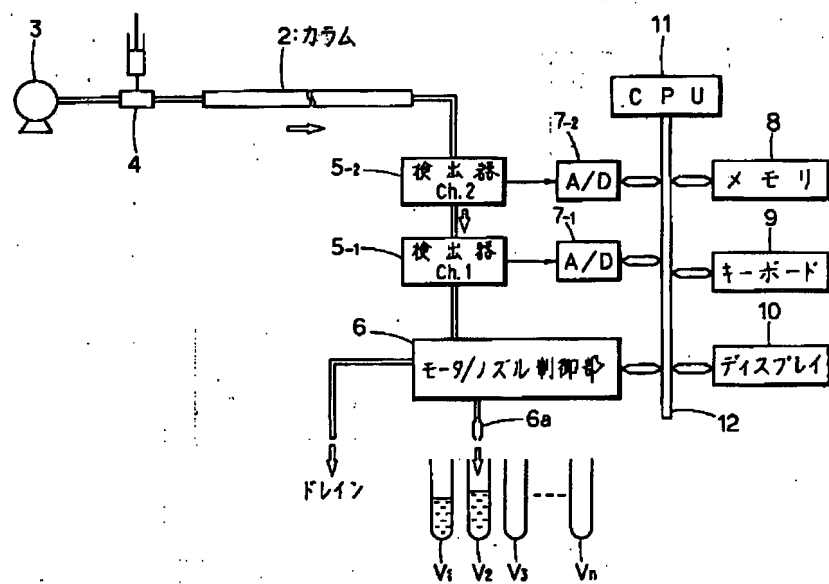 3
2:カラム
4
11
CPU
5-2
検出器
Ch.2
7-2
A/D
8
メモリ
5-1
検出器
Ch.1
7-1
A/D
9
キーボード
6
モータ/ノズル制御部
10
ディスプレイ
6a
12
ドレイン
V1
V2
V3
Vn